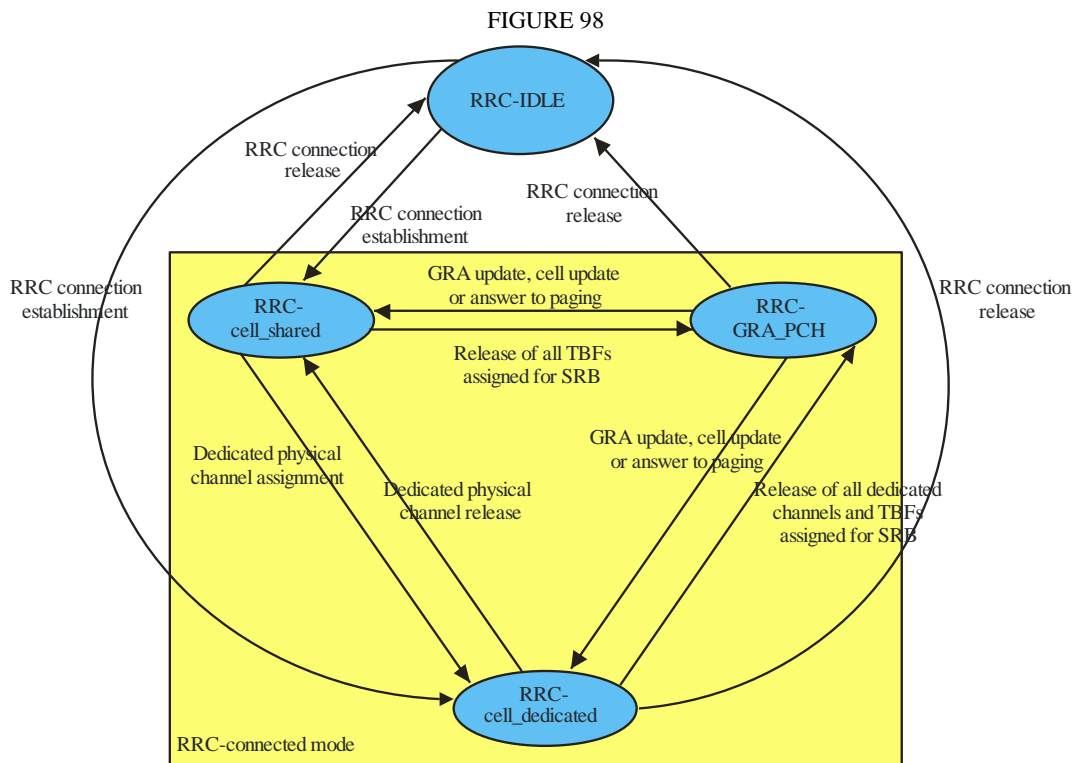 FIGURE 98
RRC-IDLE
RRC connection
release
RRC connection
establishment
RRC connection
release
RRC connection
establishment
RRC connection
release
GRA update, cell update
or answer to paging
RRC-
cell_shared
RRC-
GRA_PCH
Release of all TBFs
assigned for SRB
Dedicated physical
channel assignment
Dedicated physical
channel release
GRA update, cell update
or answer to paging
Release of all dedicated
channels and TBFs
assigned for SRB
RRC-
cell_dedicated
RRC-connected mode